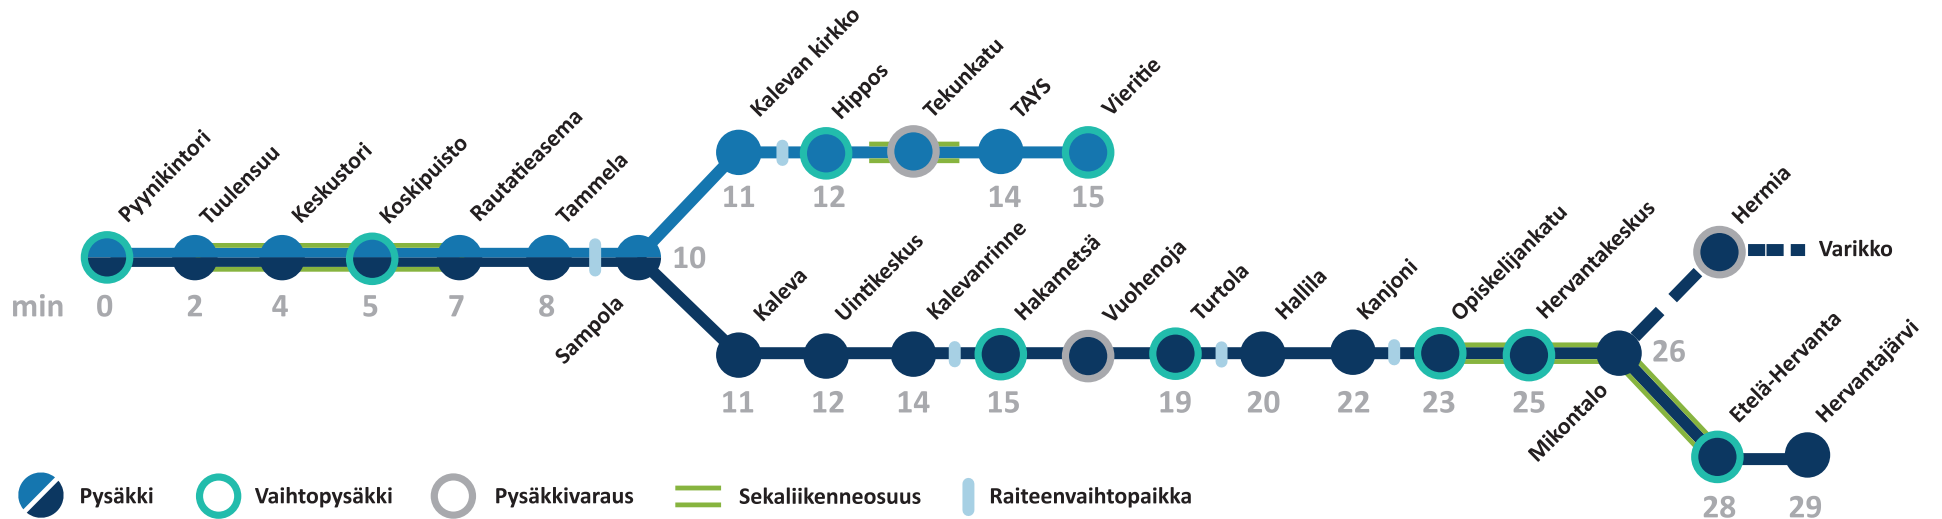 Kalevan kirkko
Hippos
Tekunkatu
TAYS
Vieritie
11
12
14
15
Pyynikintori
Tuulensuu
Keskustori
Koskipuisto
Rautatieasema
Tammela
Sampola
10
min 0 2 4 5 7 8
Kaleva
Uintikeskus
Kalevanrinne
Hakametsä
Vuohenoja
Turtola
Hallila
Kanjoni
Opiskelijankatu
Hervantakeskus
Mikontalo
26
11 12 14 15 19 20 22 23 25
Hermia
Varikko
Etelä-Hervanta
Hervantajärvi
28 29
Pysäkki
Vaihtopysäkki
Pysäkkivaraus
Sekaliikenneosuus
Raiteenvaihtopaikka